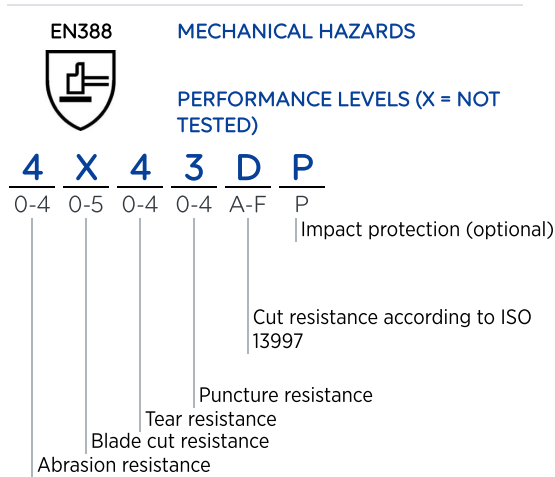 EN388
MECHANICAL HAZARDS
PERFORMANCE LEVELS (X = NOT
TESTED)
4 X 4 3 D P
0-4 0-5 0-4 0-4 A-F P
Impact protection (optional)
Cut resistance according to ISO
13997
Puncture resistance
Tear resistance
Blade cut resistance
Abrasion resistance